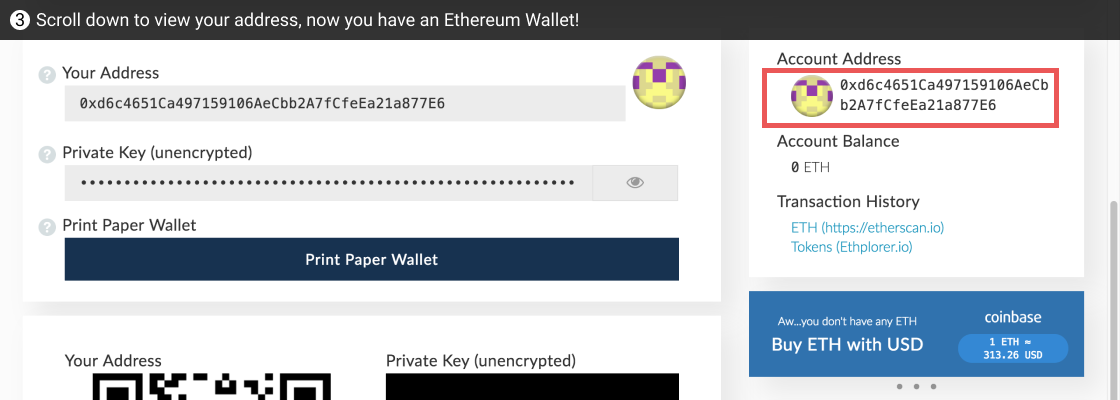 3 Scroll down to view your address, now you have an Ethereum Wallet!
? Your Address
0xd6c4651Ca497159106AeCbb2A7fCfeEa21a877E6
? Private Key (unencrypted)
? Print Paper Wallet
Print Paper Wallet
Your Address
Private Key (unencrypted)
Account Address
0xd6c4651Ca497159106AeCb
b2A7fCfeEa21a877E6
Account Balance
0 ETH
Transaction History
ETH (https://etherscan.io)
Tokens (Ethplorer.io)
Aw...you don't have any ETH
Buy ETH with USD
coinbase
1 ETH ≈
313.26 USD